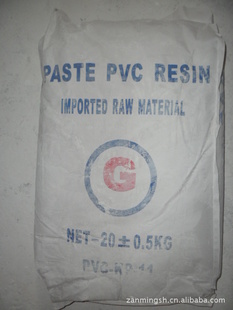 PASTE PVC RESIN
IMPORTED RAW MATERIAL
G
NET-20±0.5KG
zanmingsh.cn.alibaba.com